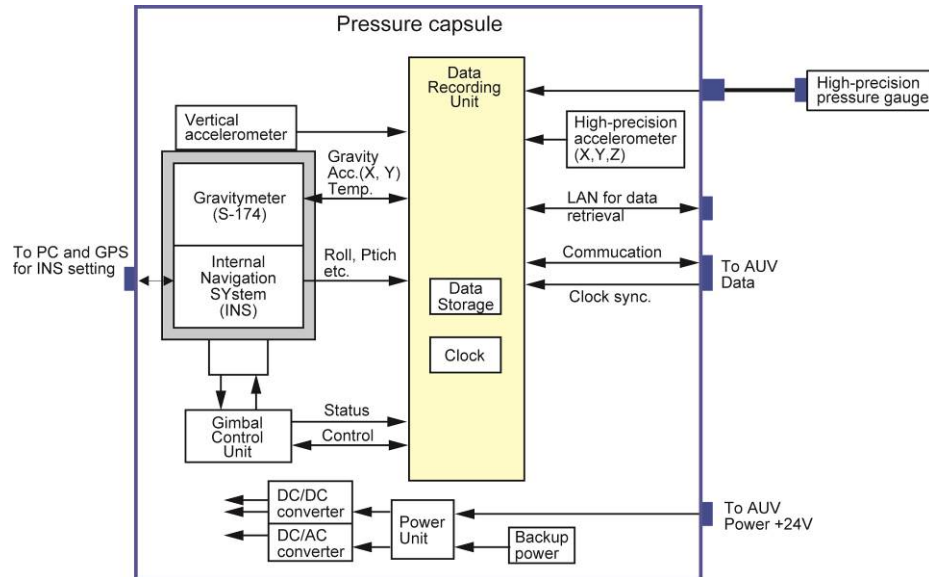 Pressure capsule
Data
Recording
Unit
High-precision
pressure gauge
Vertical
accelerometer
High-precision
accelerometer
(X,Y,Z)
Gravity
Acc.(X, Y)
Temp.
Gravitymeter
(S-174)
LAN for data
retrieval
To PC and GPS
for INS setting
Internal
Navigation
SYstem
(INS)
Roll, Ptich
etc.
Commucation
To AUV
Data
Clock sync.
Data
Storage
Clock
Gimbal
Control
Unit
Status
Control
DC/DC
converter
DC/AC
converter
Power
Unit
Backup
power
To AUV
Power +24V